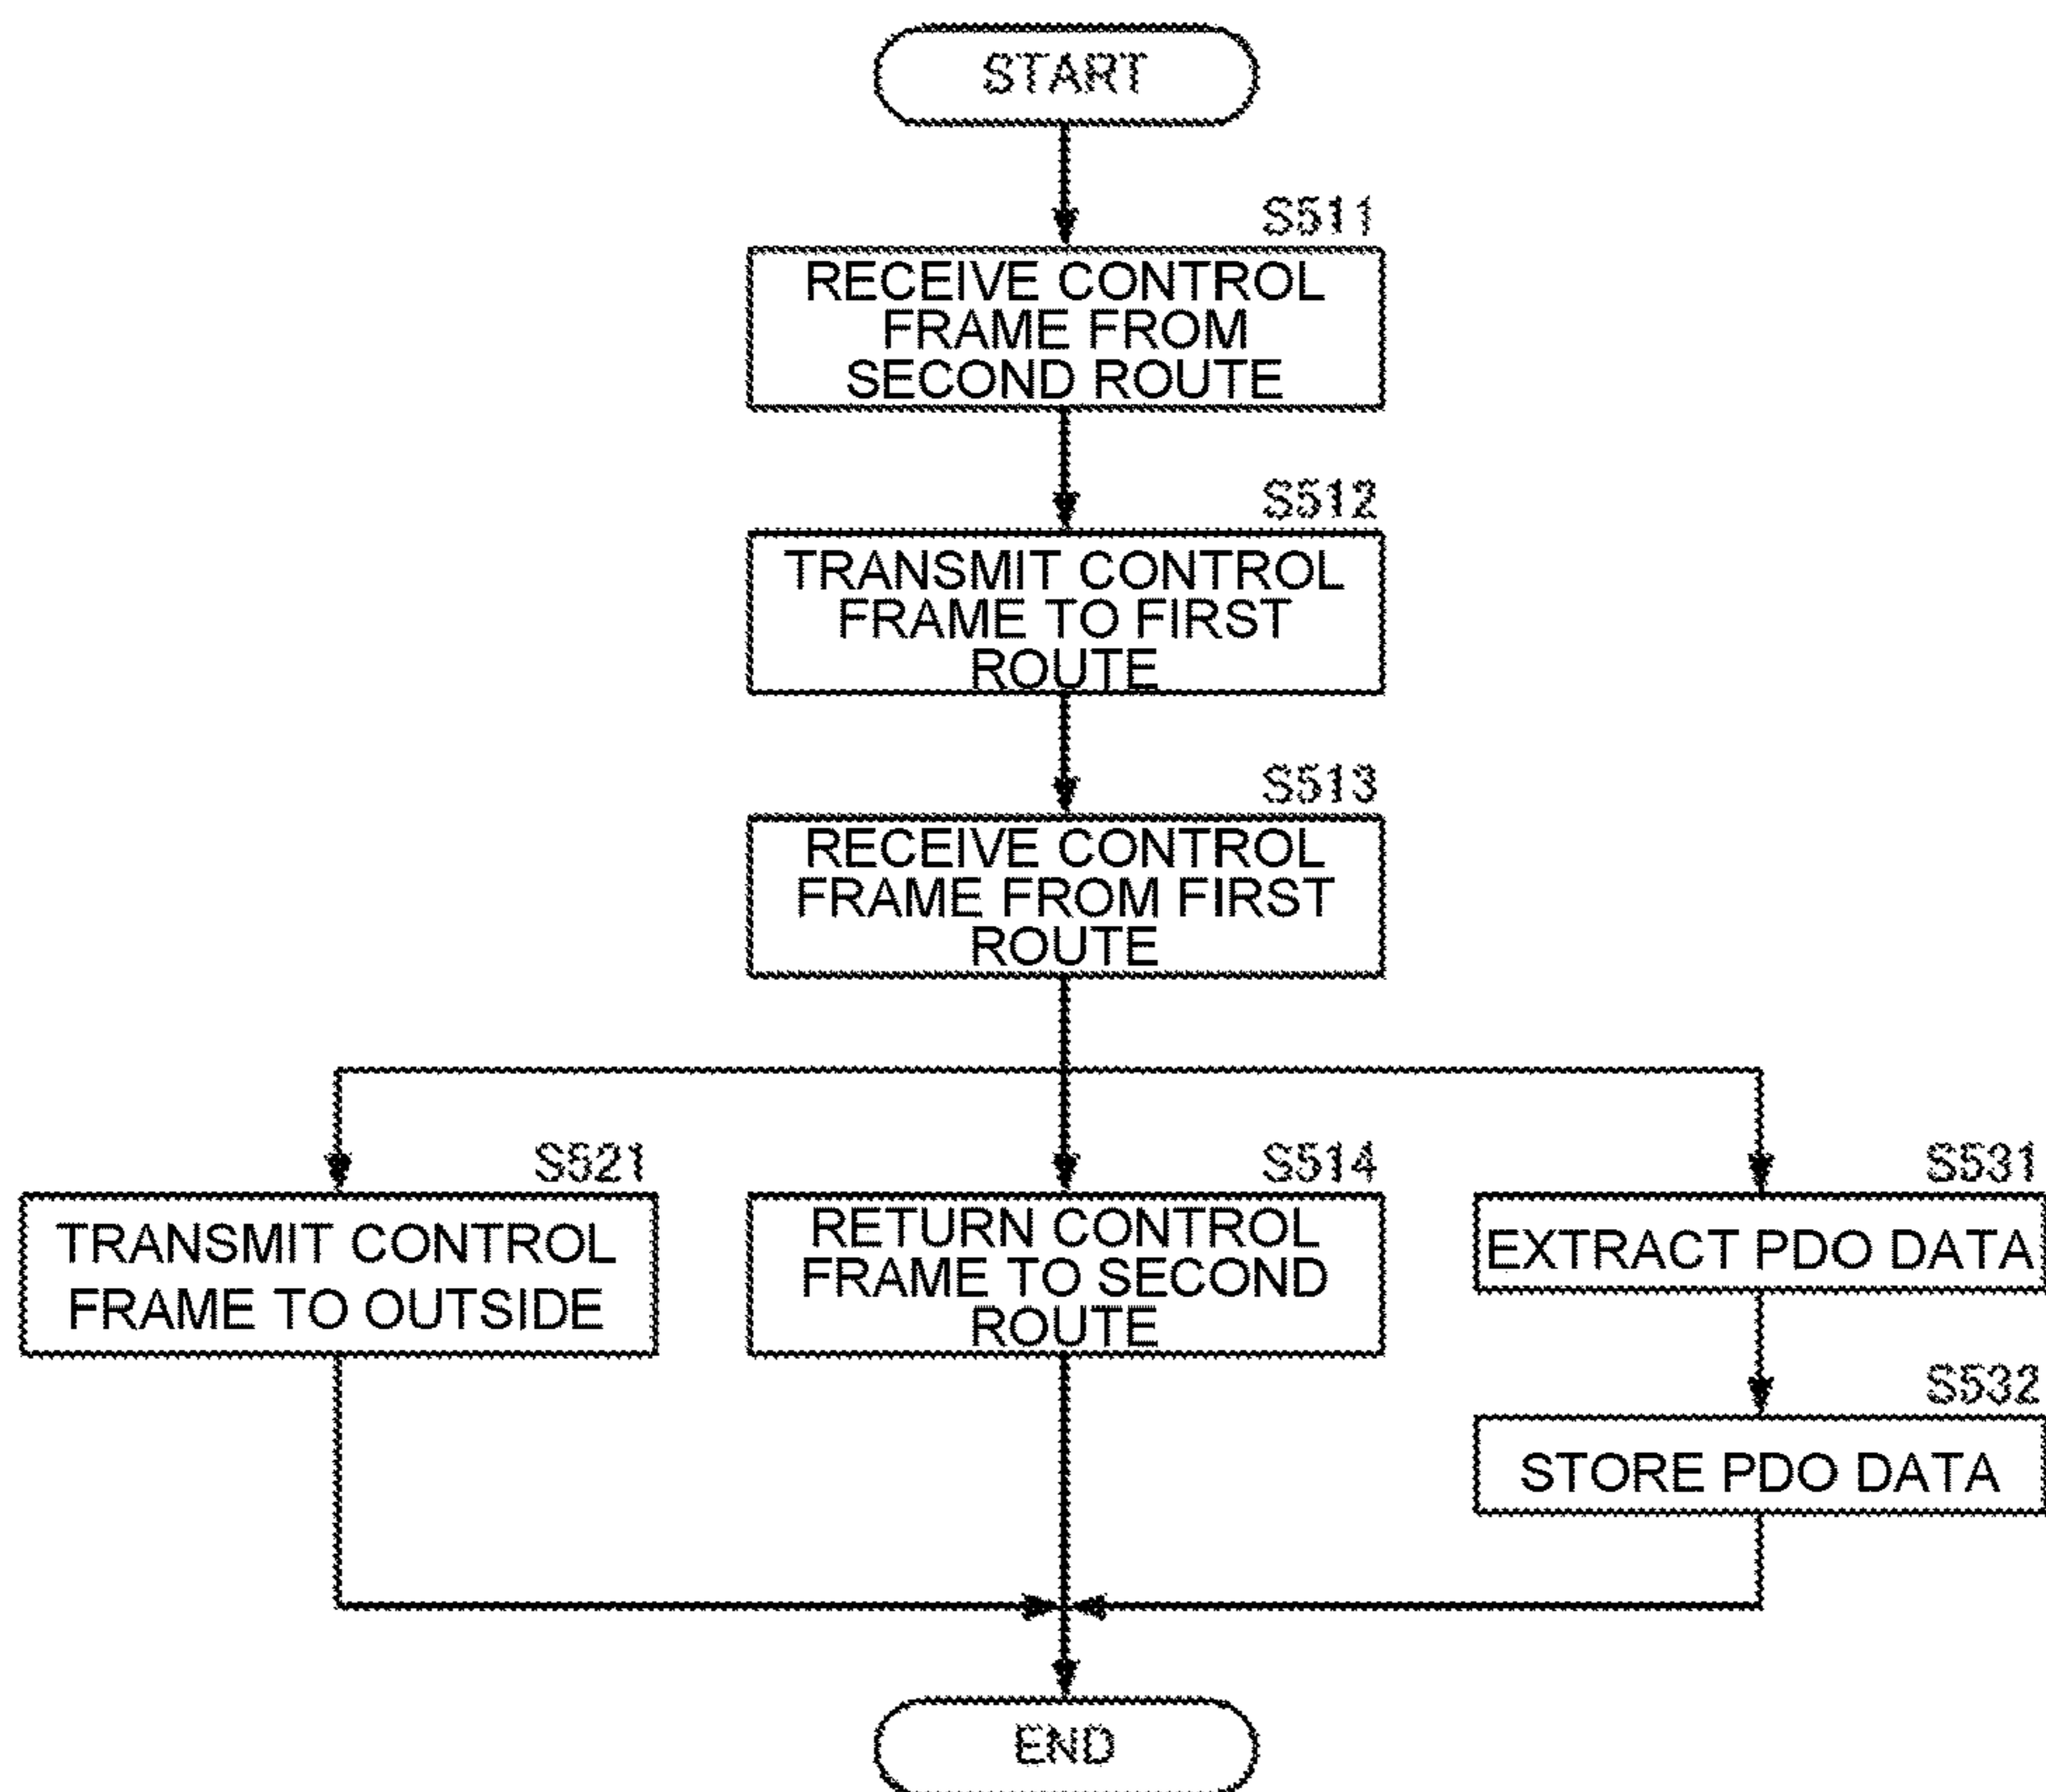 START
S511
RECEIVE CONTROL
FRAME FROM
SECOND ROUTE
S512
TRANSMIT CONTROL
FRAME TO FIRST
ROUTE
S513
RECEIVE CONTROL
FRAME FROM FIRST
ROUTE
S521
TRANSMIT CONTROL
FRAME TO OUTSIDE
S514
RETURN CONTROL
FRAME TO SECOND
ROUTE
S531
EXTRACT PDO DATA
S532
STORE PDO DATA
END